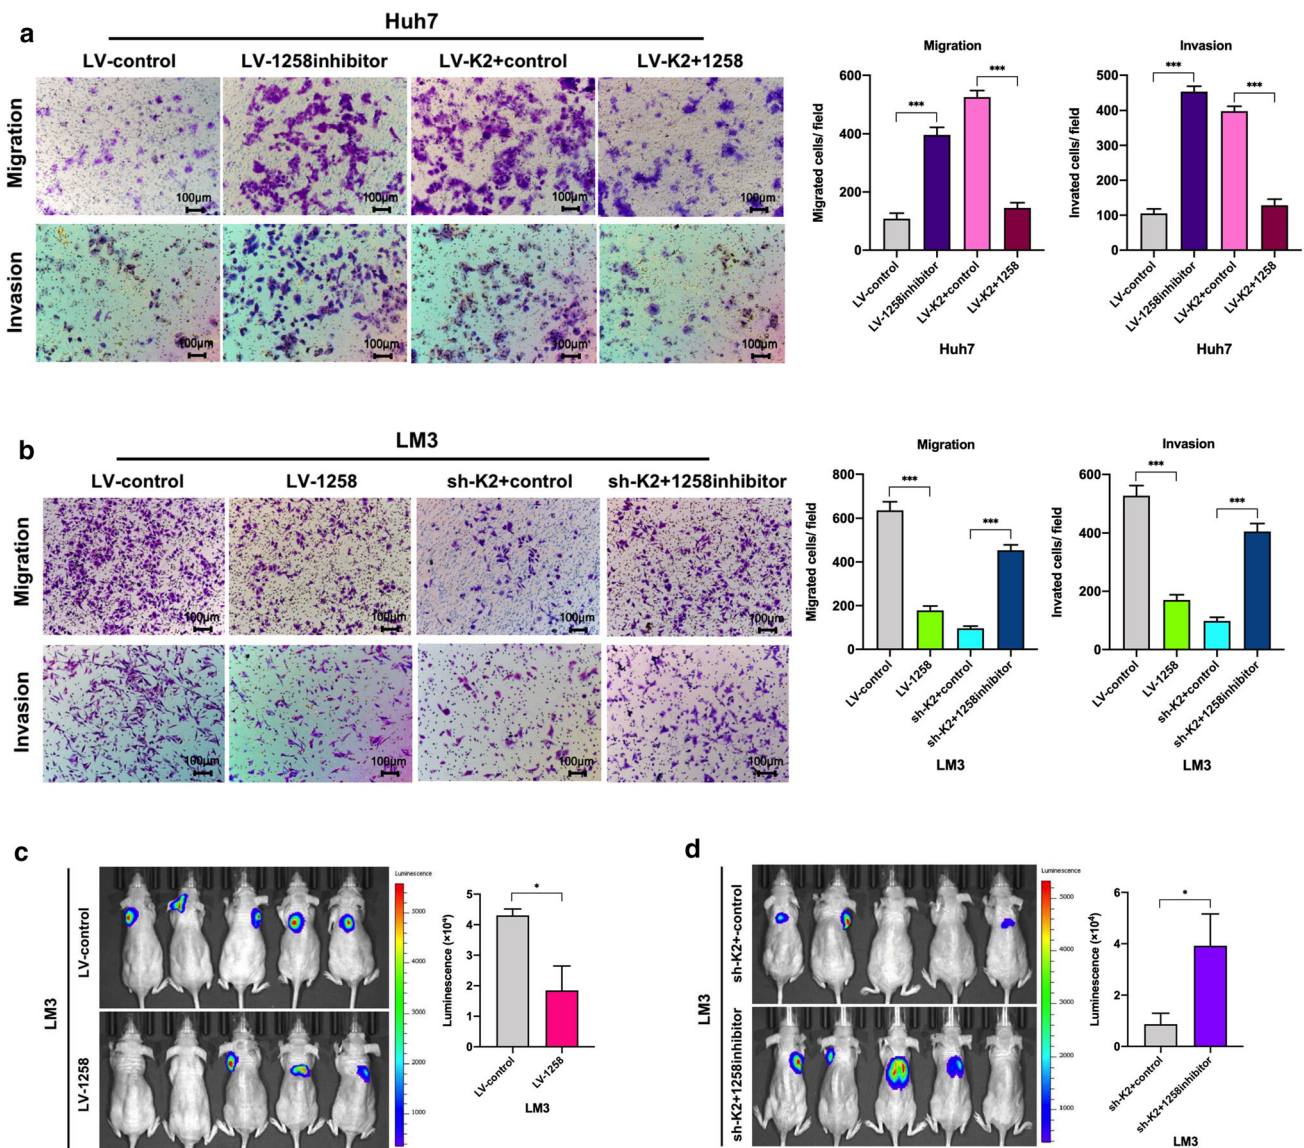 a
Huh7
LV-control LV-1258inhibitor LV-K2+control LV-K2+1258
Migration
100μm 100μm 100μm 100μm
Invasion
100μm 100μm 100μm 100μm
Migration
Migrated cells/ field
600
400
200
0
***
***
LV-control
LV-1258inhibitor
LV-K2+control
LV-K2+1258
Huh7
Invasion
Invated cells/ field
500
400
300
200
100
0
***
***
LV-control
LV-1258inhibitor
LV-K2+control
LV-K2+1258
Huh7
b
LM3
LV-control LV-1258 sh-K2+control sh-K2+1258inhibitor
Migration
100μm 100μm 100μm 100μm
Invasion
100μm 100μm 100μm 100μm
Migration
Migrated cells/ field
800
600
400
200
0
***
***
LV-control
LV-1258
sh-K2+control
sh-K2+1258inhibitor
LM3
Invasion
Invated cells/ field
600
400
200
0
***
***
LV-control
LV-1258
sh-K2+control
sh-K2+1258inhibitor
LM3
c
LM3
LV-control
LV-1258
Luminescence
5000
4000
3000
2000
1000
Luminescence (×10⁴)
5
4
3
2
1
0
*
LV-control
LV-1258
LM3
d
LM3
sh-K2+-control
sh-K2+1258inhibitor
Luminescence
5000
4000
3000
2000
1000
Luminescence (×10⁴)
6
4
2
0
*
sh-K2+control
sh-K2+1258inhibitor
LM3